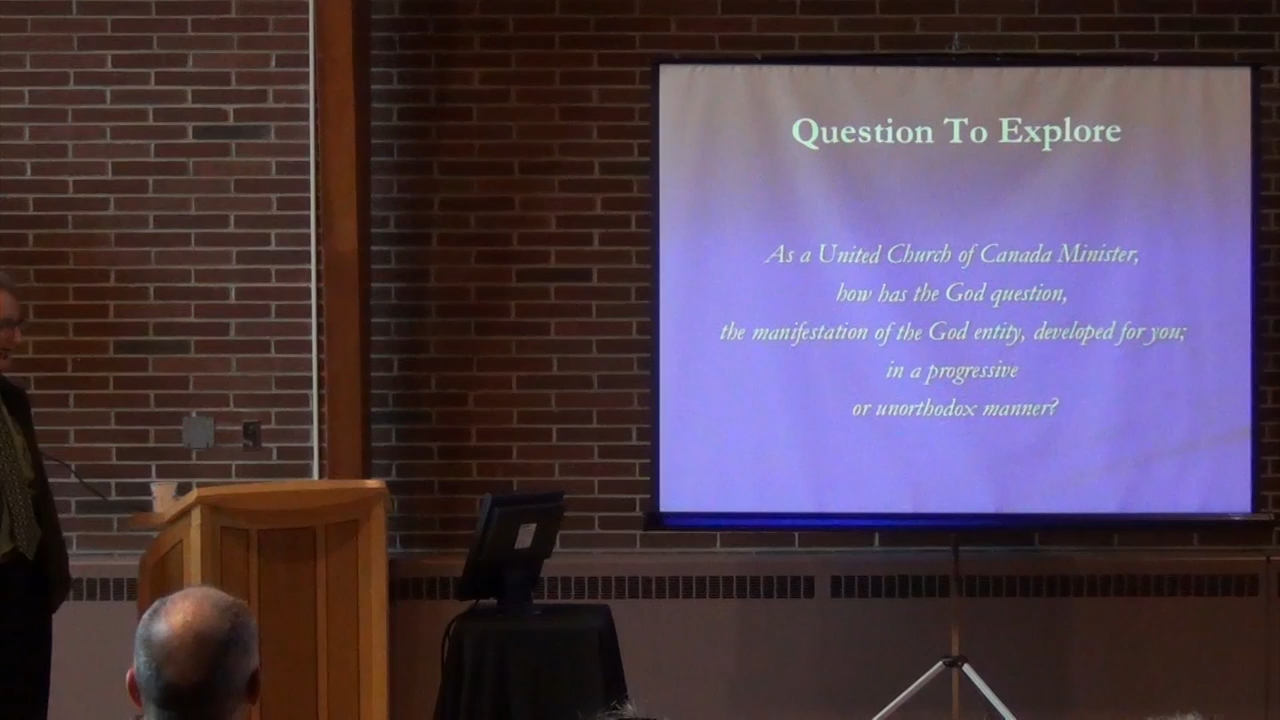 Question To Explore
As a United Church of Canada Minister,
how has the God question,
the manifestation of the God entity, developed for you;
in a progressive
or unorthodox manner?